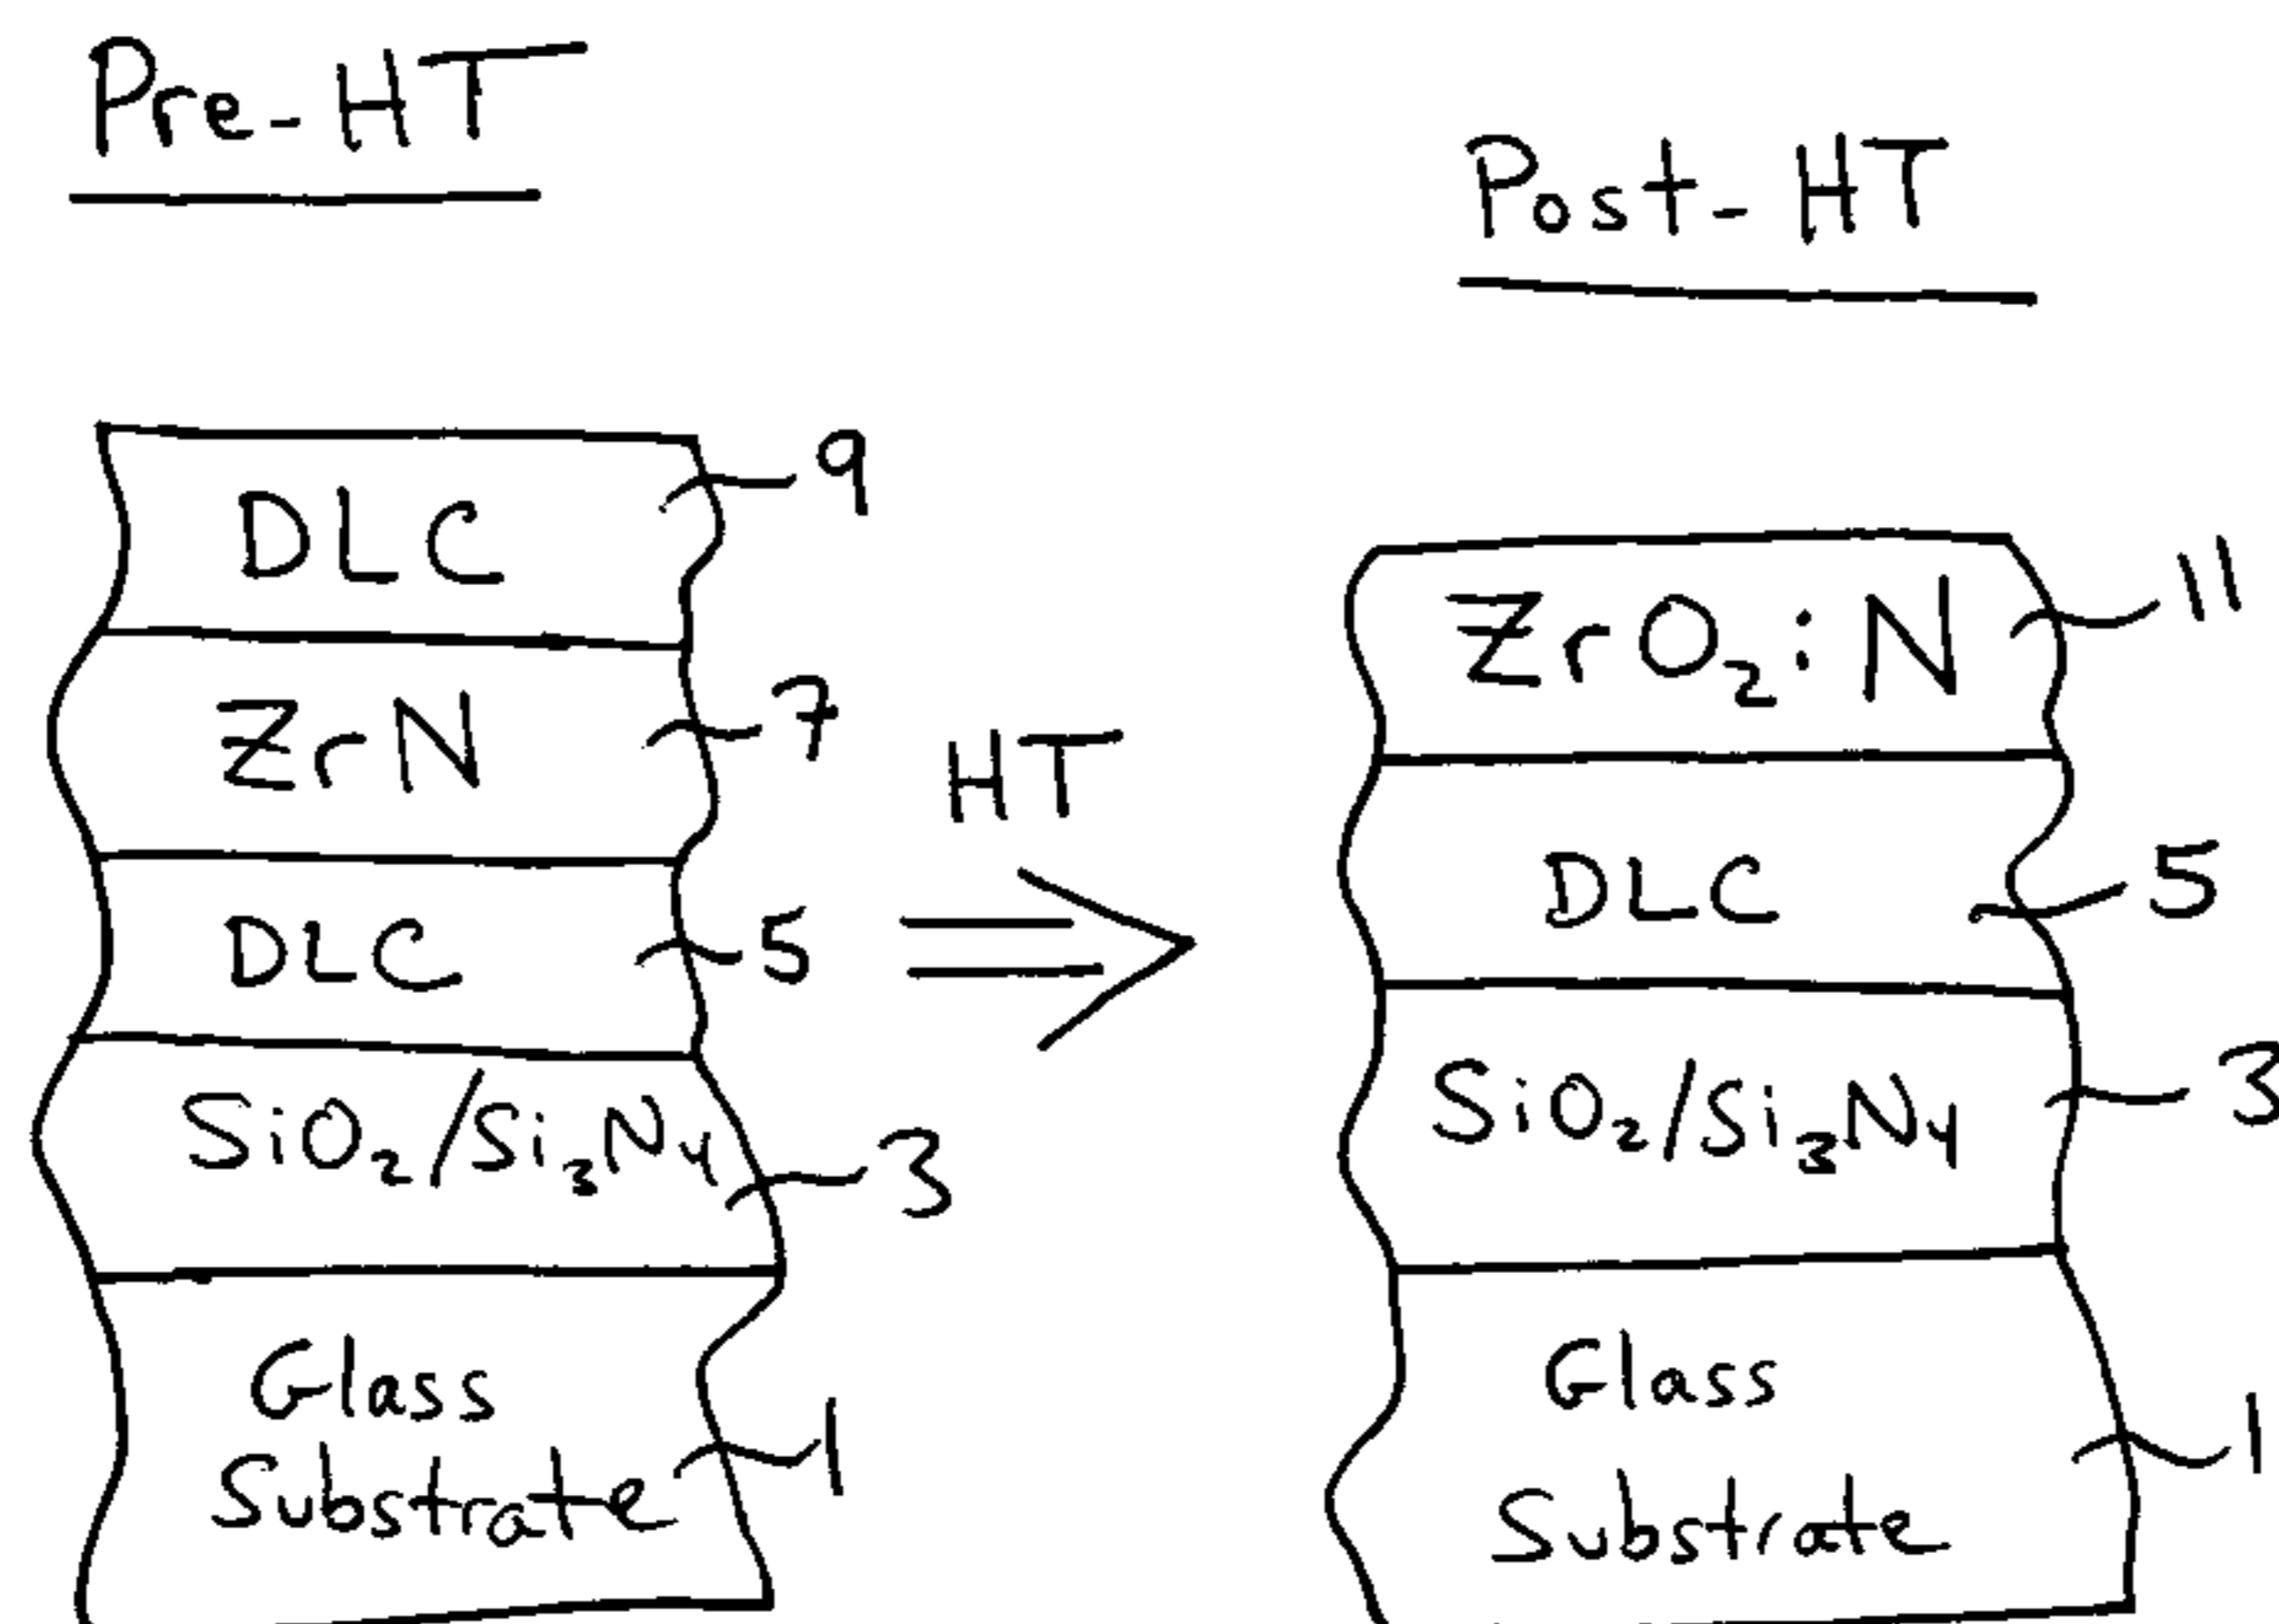 Pre-HT
DLC
9
ZrN
7
DLC
5
SiO₂/Si₃N₄
3
Glass
Substrate
1
HT
Post-HT
ZrO₂:N
11
DLC
5
SiO₂/Si₃N₄
3
Glass
Substrate
1